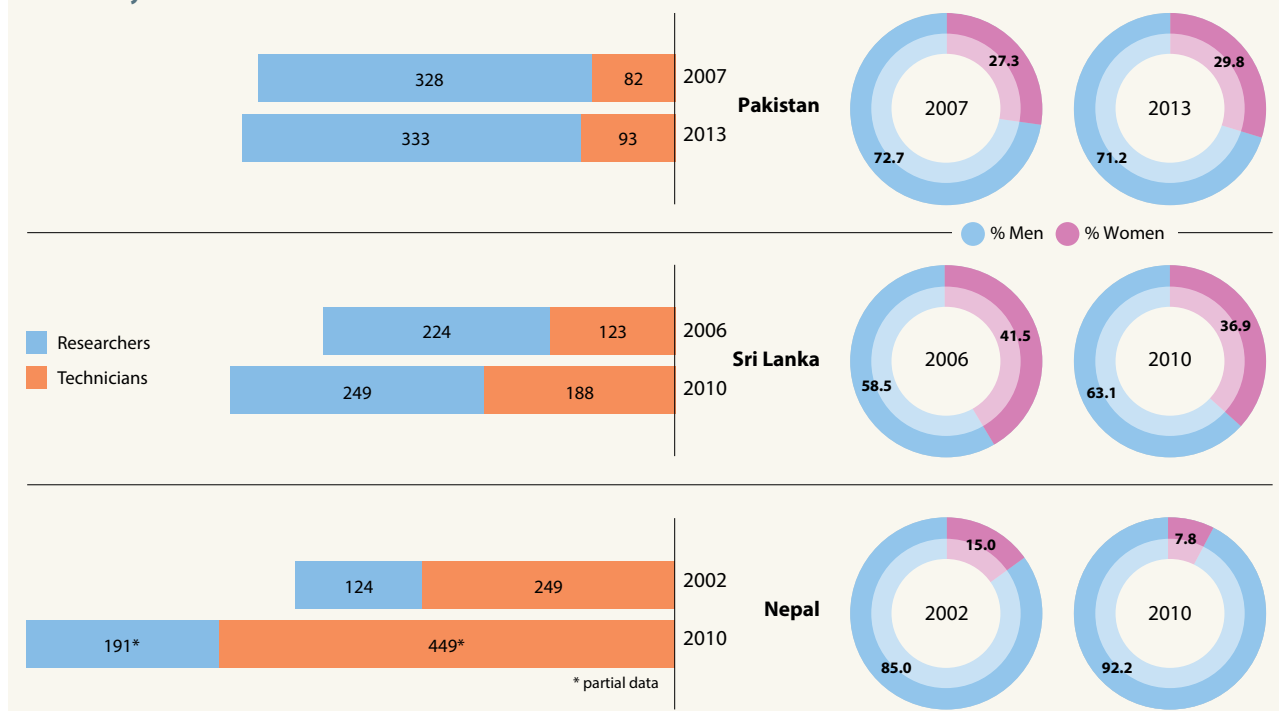 328 82 2007
333 93 2013
Pakistan
27.3
72.7
2007
29.8
71.2
2013
% Men % Women
Researchers
Technicians
224 123 2006
249 188 2010
Sri Lanka
41.5
58.5
2006
36.9
63.1
2010
124 249 2002
191* 449* 2010
* partial data
Nepal
15.0
85.0
2002
7.8
92.2
2010